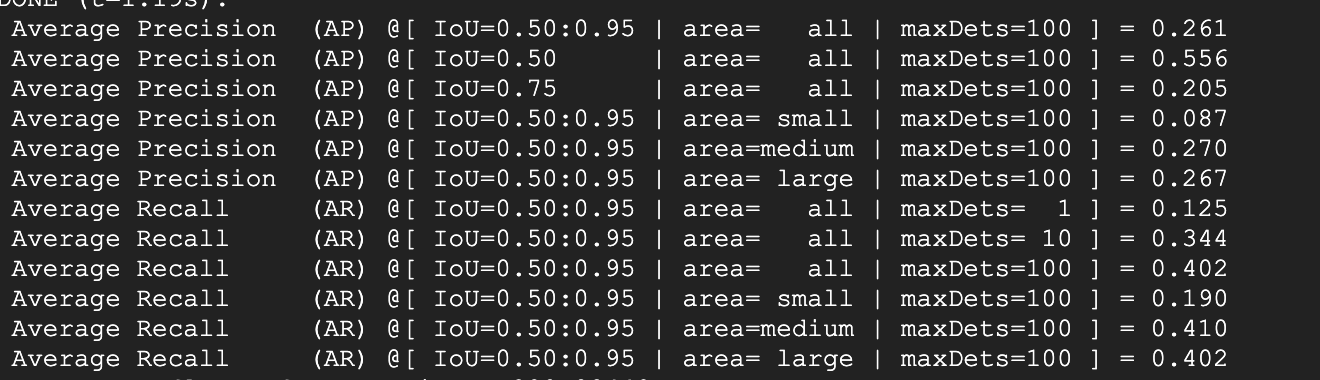 DONE (t=1.19s).
Average Precision  (AP) @[ IoU=0.50:0.95 | area=   all | maxDets=100 ] = 0.261
Average Precision  (AP) @[ IoU=0.50      | area=   all | maxDets=100 ] = 0.556
Average Precision  (AP) @[ IoU=0.75      | area=   all | maxDets=100 ] = 0.205
Average Precision  (AP) @[ IoU=0.50:0.95 | area= small | maxDets=100 ] = 0.087
Average Precision  (AP) @[ IoU=0.50:0.95 | area=medium | maxDets=100 ] = 0.270
Average Precision  (AP) @[ IoU=0.50:0.95 | area= large | maxDets=100 ] = 0.267
Average Recall     (AR) @[ IoU=0.50:0.95 | area=   all | maxDets=  1 ] = 0.125
Average Recall     (AR) @[ IoU=0.50:0.95 | area=   all | maxDets= 10 ] = 0.344
Average Recall     (AR) @[ IoU=0.50:0.95 | area=   all | maxDets=100 ] = 0.402
Average Recall     (AR) @[ IoU=0.50:0.95 | area= small | maxDets=100 ] = 0.190
Average Recall     (AR) @[ IoU=0.50:0.95 | area=medium | maxDets=100 ] = 0.410
Average Recall     (AR) @[ IoU=0.50:0.95 | area= large | maxDets=100 ] = 0.402